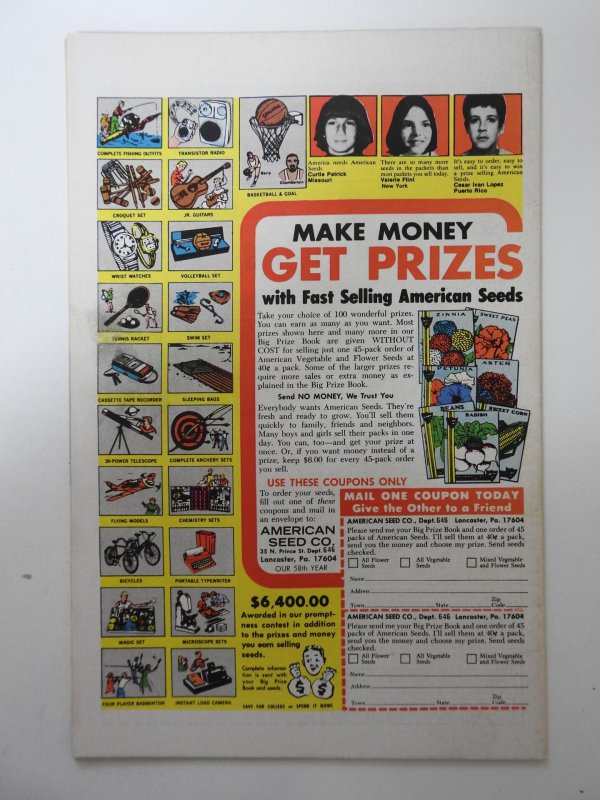 COMPLETE FISHING OUTFITS
TRANSISTOR RADIO
CROQUET SET
JR. GUITARS
WRIST WATCHES
VOLLEYBALL SET
TENNIS RACKET
SWIM SET
CASSETTE TAPE RECORDER
SLEEPING BAGS
30-POWER TELESCOPE
COMPLETE ARCHERY SETS
FLYING MODELS
CHEMISTRY SETS
BICYCLES
PORTABLE TYPEWRITER
MAGIC SET
MICROSCOPE SETS
FOUR PLAYER BADMINTON
INSTANT LOAD CAMERA
Barry
Chamberlain
BASKETBALL & GOAL
America needs American
Seeds.
Curtis Patrick
Missouri
There are so many more
seeds in the packets than
most packets you sell today.
Valerie Flint
New York
It's easy to order, easy to
sell, and it's easy to win
a prize selling American
Seeds.
Cesar Ivan Lopez
Puerto Rico
MAKE MONEY
GET PRIZES
with Fast Selling American Seeds
Take your choice of 100 wonderful prizes.
You can earn as many as you want. Most
prizes shown here and many more in our
Big Prize Book are given WITHOUT
COST for selling just one 45-pack order of
American Vegetable and Flower Seeds at
40¢ a pack. Some of the larger prizes re-
quire more sales or extra money as ex-
plained in the Big Prize Book.
Send NO MONEY, We Trust You
Everybody wants American Seeds. They're
fresh and ready to grow. You'll sell them
quickly to family, friends and neighbors.
Many boys and girls sell their packs in one
day. You can, too—and get your prize at
once. Or, if you want money instead of a
prize, keep $6.00 for every 45-pack order
you sell.
ZINNIA
SWEET PEAS
PETUNIA
ASTER
BEANS
RADISH
SWEET CORN
USE THESE COUPONS ONLY
To order your seeds,
fill out one of these
coupons and mail in
an envelope to:
AMERICAN
SEED CO.
35 N. Prince St. Dept. 646
Lancaster, Pa. 17604
OUR 58th YEAR
MAIL ONE COUPON TODAY
Give the Other to a Friend
AMERICAN SEED CO., Dept. 646 Lancaster, Pa. 17604
Please send me your Big Prize Book and one order of 45
packs of American Seeds. I'll sell them at 40¢ a pack,
send you the money and choose my prize. Send seeds
checked.
All Flower Seeds
All Vegetable Seeds
Mixed Vegetable and Flower Seeds
Name
Address
Town State Zip Code
AMERICAN SEED CO., Dept. 646 Lancaster, Pa. 17604
Please send me your Big Prize Book and one order of 45
packs of American Seeds. I'll sell them at 40¢ a pack,
send you the money and choose my prize. Send seeds
checked.
All Flower Seeds
All Vegetable Seeds
Mixed Vegetable and Flower Seeds
Name
Address
Town State Zip Code
$6,400.00
Awarded in our prompt-
ness contest in addition
to the prizes and money
you earn selling
seeds.
Complete informa-
tion is sent with
your Big Prize
Book and seeds.
$ $
SAVE FOR COLLEGE or SPEND IT NOW!